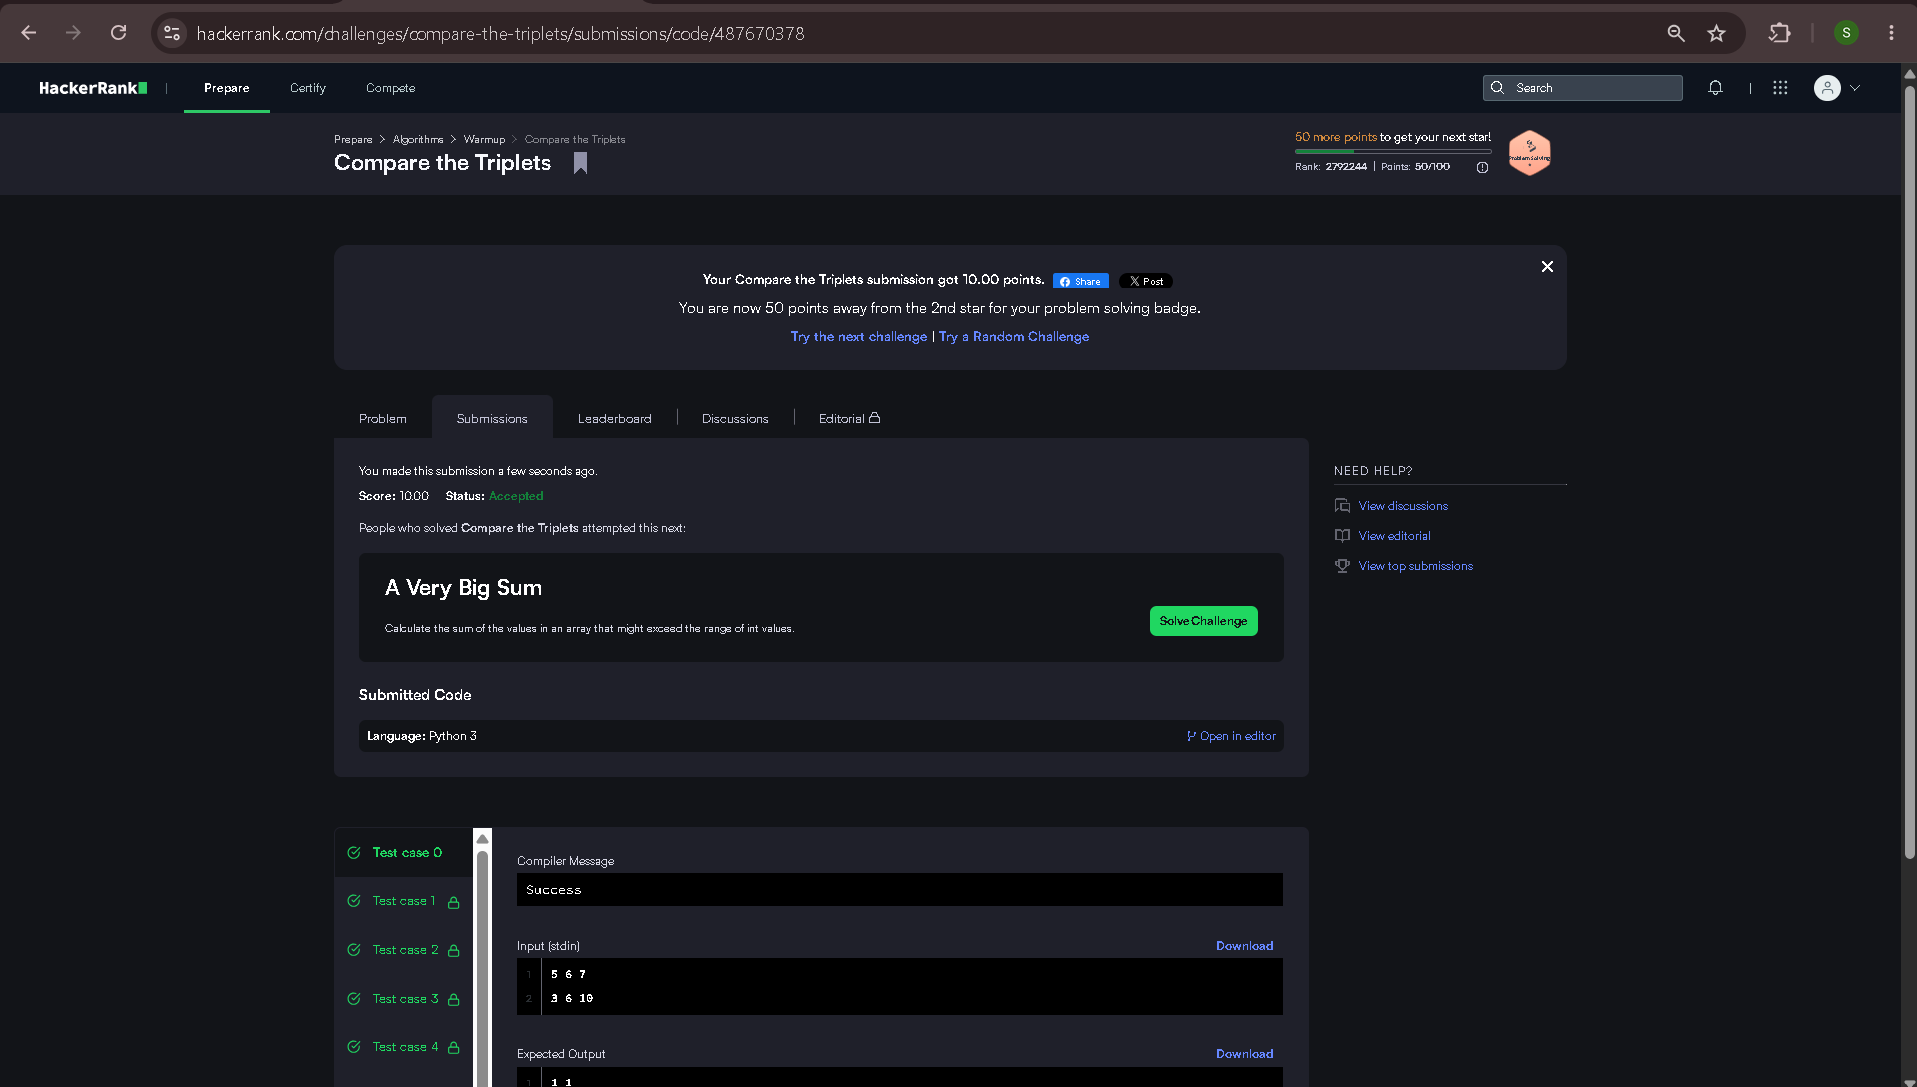 hackerrank.com/challenges/compare-the-triplets/submissions/code/487670378
S
HackerRank | Prepare Certify Compete Search
Prepare > Algorithms > Warmup > Compare the Triplets
Compare the Triplets
50 more points to get your next star!
Rank: 2792244 | Points: 50/100
Problem Solving
Your Compare the Triplets submission got 10.00 points. Share Post
You are now 50 points away from the 2nd star for your problem solving badge.
Try the next challenge | Try a Random Challenge
Problem Submissions Leaderboard Discussions Editorial
You made this submission a few seconds ago.
Score: 10.00 Status: Accepted
People who solved Compare the Triplets attempted this next:
A Very Big Sum
Calculate the sum of the values in an array that might exceed the range of int values.
Solve Challenge
Submitted Code
Language: Python 3 Open in editor
NEED HELP?
View discussions
View editorial
View top submissions
Test case 0
Test case 1
Test case 2
Test case 3
Test case 4
Compiler Message
Success
Input (stdin) Download
1 5 6 7
2 3 6 10
Expected Output Download
1 1 1